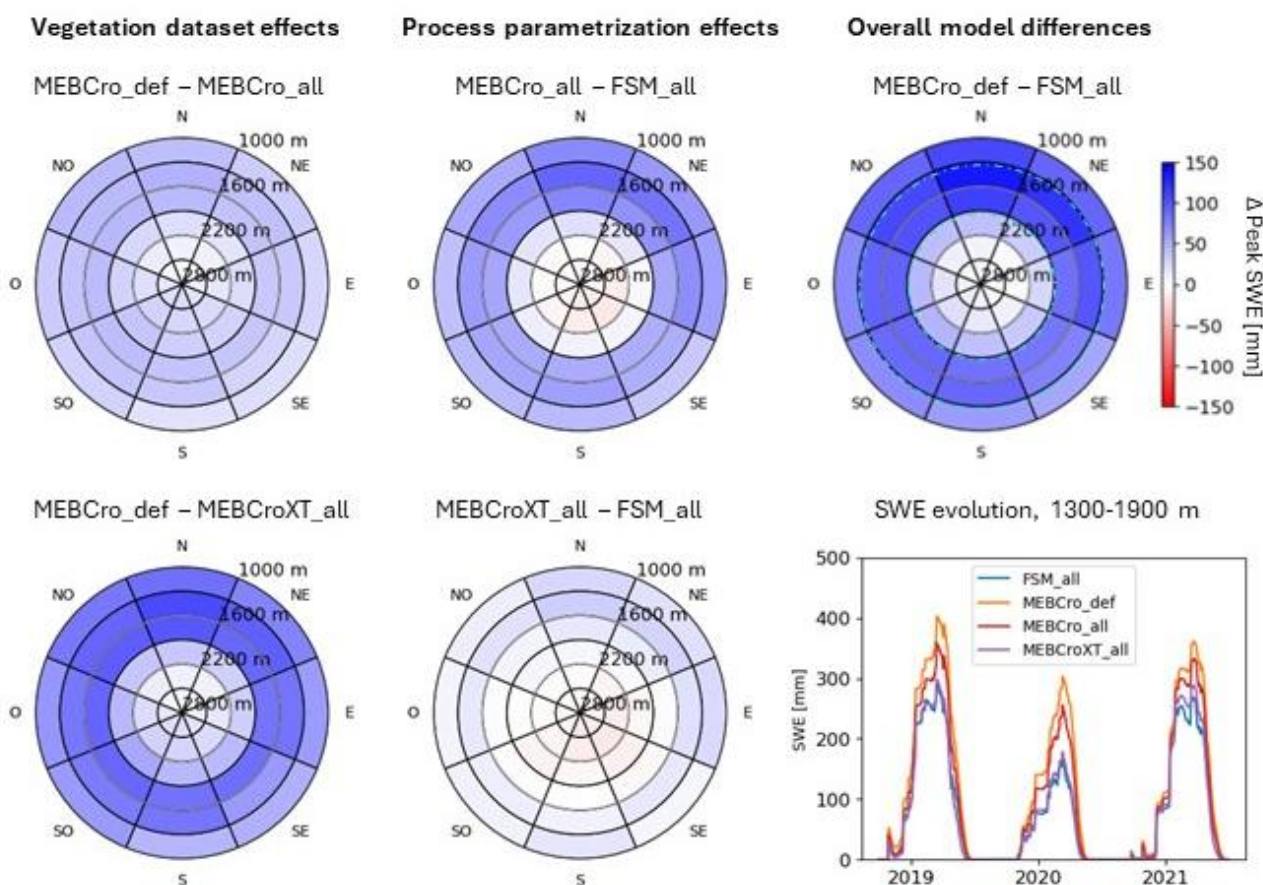 Vegetation dataset effects
Process parametrization effects
Overall model differences
MEBCro_def – MEBCro_all
MEBCro_all – FSM_all
MEBCro_def – FSM_all
N
1000 m
NO
NE
1600 m
2200 m
O
2800 m
E
SO
SE
S
N
1000 m
NO
NE
1600 m
2200 m
O
2800 m
E
SO
SE
S
N
1000 m
NO
NE
1600 m
2200 m
O
2800 m
E
SO
SE
S
150
100
50
0
−50
−100
−150
Δ Peak SWE [mm]
MEBCro_def – MEBCroXT_all
MEBCroXT_all – FSM_all
SWE evolution, 1300-1900 m
N
1000 m
NO
NE
1600 m
2200 m
O
2800 m
E
SO
SE
S
N
1000 m
NO
NE
1600 m
2200 m
O
2800 m
E
SO
SE
S
500
400
300
200
100
0
SWE [mm]
FSM_all
MEBCro_def
MEBCro_all
MEBCroXT_all
2019
2020
2021